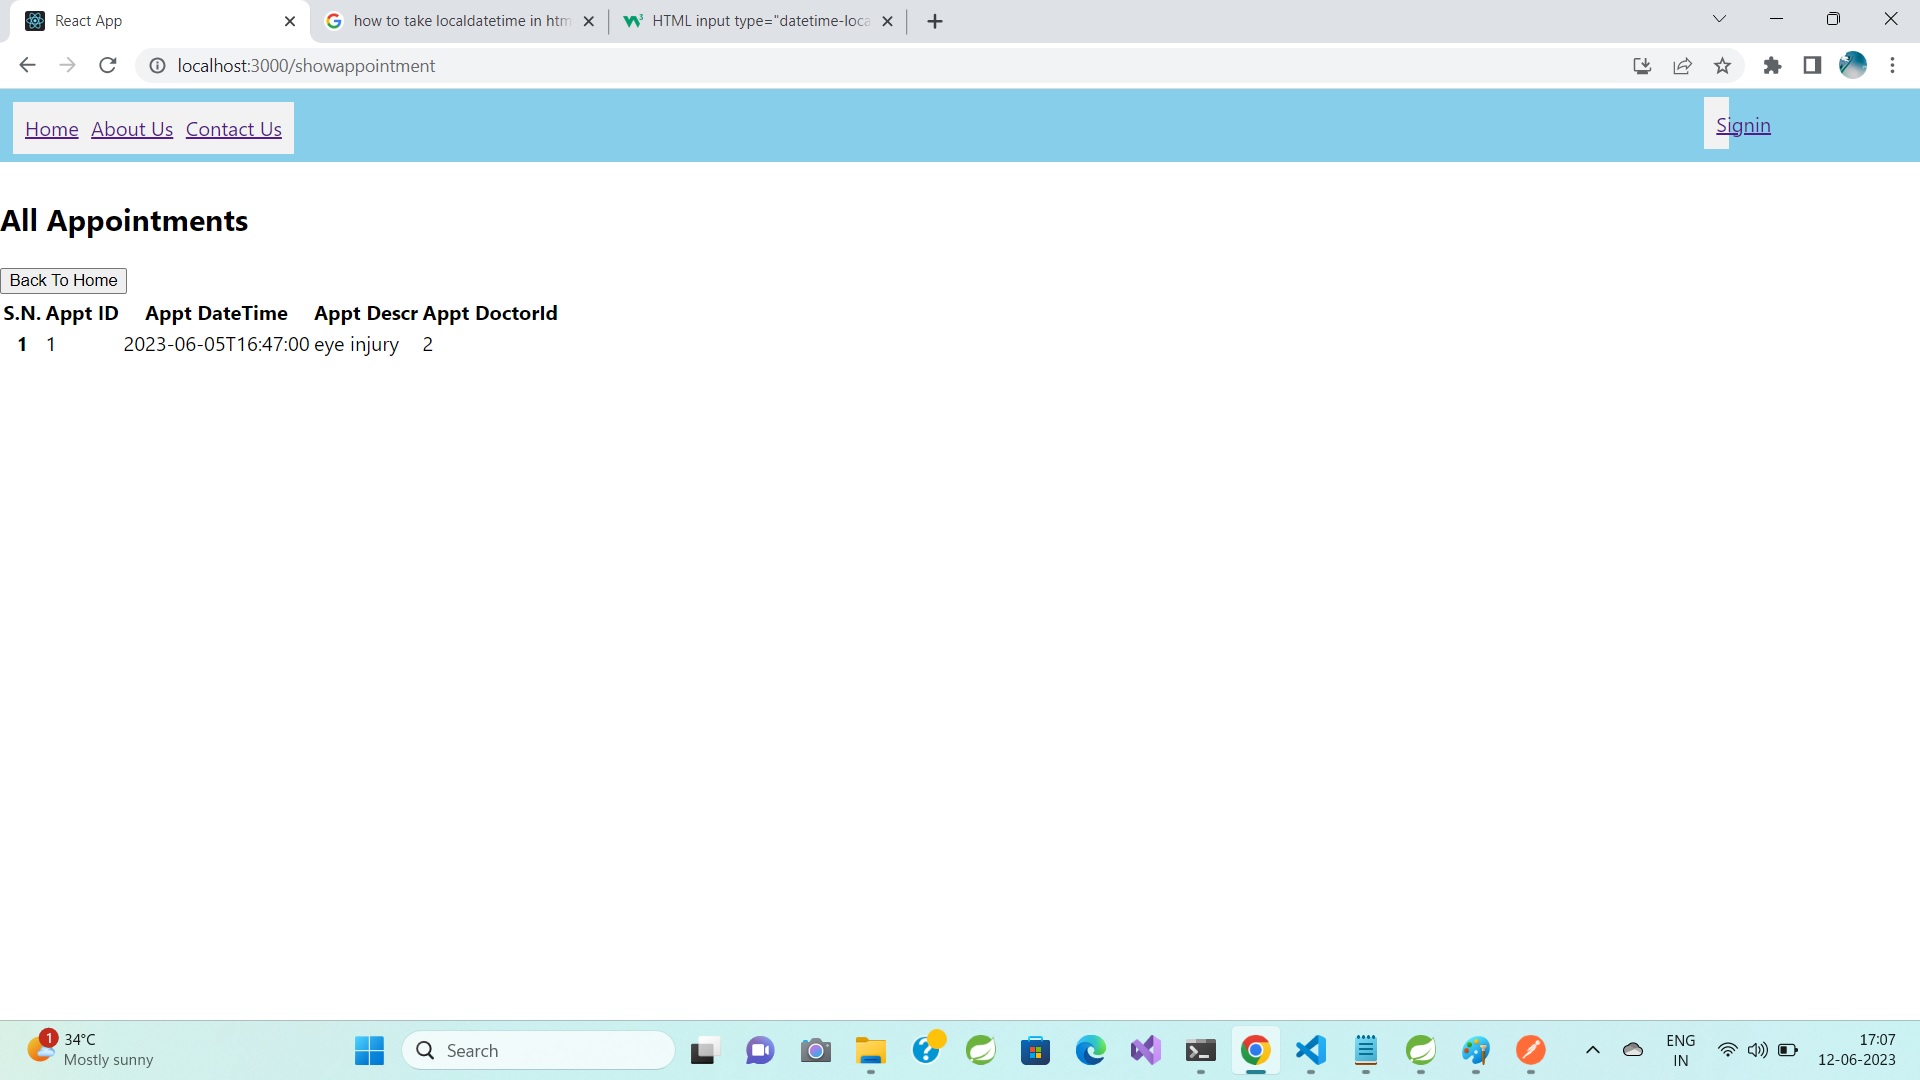 React App
how to take localdatetime in htm
HTML input type="datetime-loca
localhost:3000/showappointment
Home About Us Contact Us
Signin
All Appointments
Back To Home
S.N. Appt ID Appt DateTime Appt Descr Appt DoctorId
1 1 2023-06-05T16:47:00 eye injury 2
1
34°C
Mostly sunny
Search
ENG
IN
17:07
12-06-2023